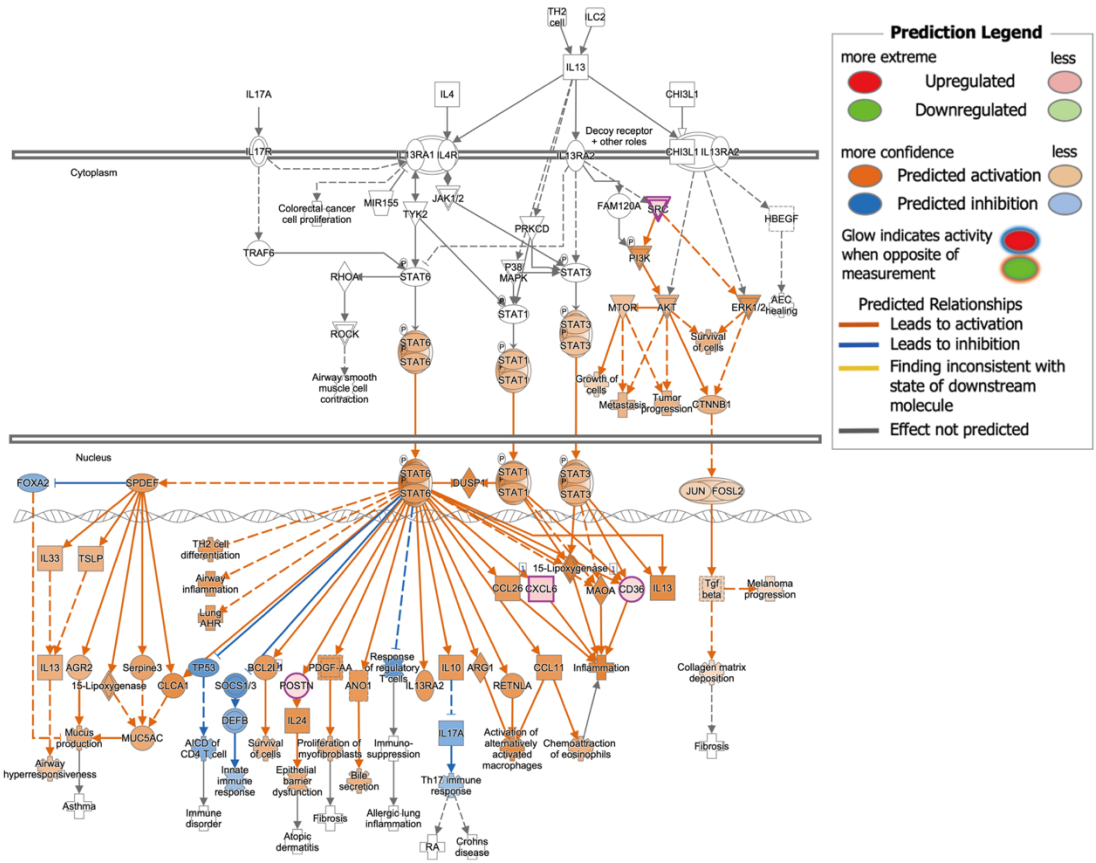 TH2
cell
ILC2
IL13
IL17A
IL4
CHI3L1
Decoy receptor
+ other roles
IL17R
IL13RA1
IL4R
IL13RA2
CHI3L1
IL13RA2
Cytoplasm
Colorectal cancer
cell proliferation
MIR155
TYK2
JAK1/2
PRKCD
FAM120A
SRC
HBEGF
TRAF6
P
STAT6
RHOA
P38
MAPK
P
STAT3
P
PI3K
P
STAT1
ROCK
MTOR
AKT
ERK1/2
AEC
healing
Survival
of cells
Airway smooth
muscle cell
contraction
P
STAT6
P
STAT6
P
STAT1
P
STAT1
P
STAT3
P
STAT3
Growth of
cells
Metastasis
Tumor
progression
CTNNB1
Nucleus
FOXA2
SPDEF
P
STAT6
P
STAT6
DUSP1
P
STAT1
P
STAT1
P
STAT3
P
STAT3
JUN
FOSL2
IL33
TSLP
TH2 cell
differentiation
Airway
inflammation
Lung
AHR
15-Lipoxygenase
1
1
CCL26
CXCL6
MAOA
CD36
IL13
Tgf
beta
Melanoma
progression
IL13
AGR2
15-Lipoxygenase
Serpine3
CLCA1
TP53
SOCS1/3
BCL2L1
POSTN
PDGF-AA
ANO1
Response
of regulatory
T cells
IL13RA2
IL10
ARG1
RETNLA
CCL11
Inflammation
Collagen matrix
deposition
DEFB
IL24
IL17A
Mucus
production
MUC5AC
AICD of
CD4 T cell
Innate
immune
response
Survival
of cells
Epithelial
barrier
dysfunction
Proliferation of
myofibroblasts
Bile
secretion
Immuno-
suppression
Th17 immune
response
Activation of
alternatively
activated
macrophages
Chemoattraction
of eosinophils
Fibrosis
Airway
hyperresponsiveness
Asthma
Immune
disorder
Atopic
dermatitis
Fibrosis
Allergic lung
inflammation
RA
Crohns
disease
Prediction Legend
more extreme
less
Upregulated
Downregulated
more confidence
less
Predicted activation
Predicted inhibition
Glow indicates activity
when opposite of
measurement
Predicted Relationships
Leads to activation
Leads to inhibition
Finding inconsistent with
state of downstream
molecule
Effect not predicted